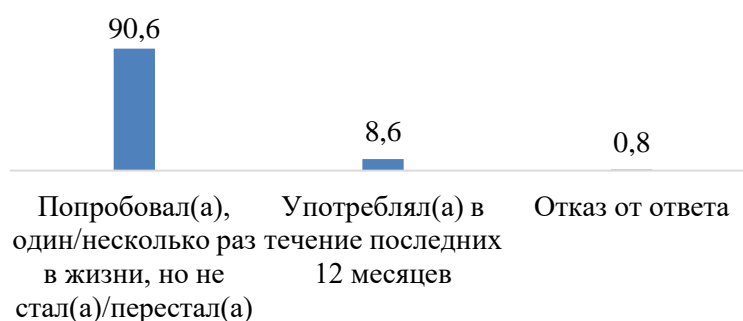 90,6
8,6
0,8
Попробовал(а),
один/несколько раз
в жизни, но не
стал(а)/перестал(а)
Употреблял(а) в
течение последних
12 месяцев
Отказ от ответа